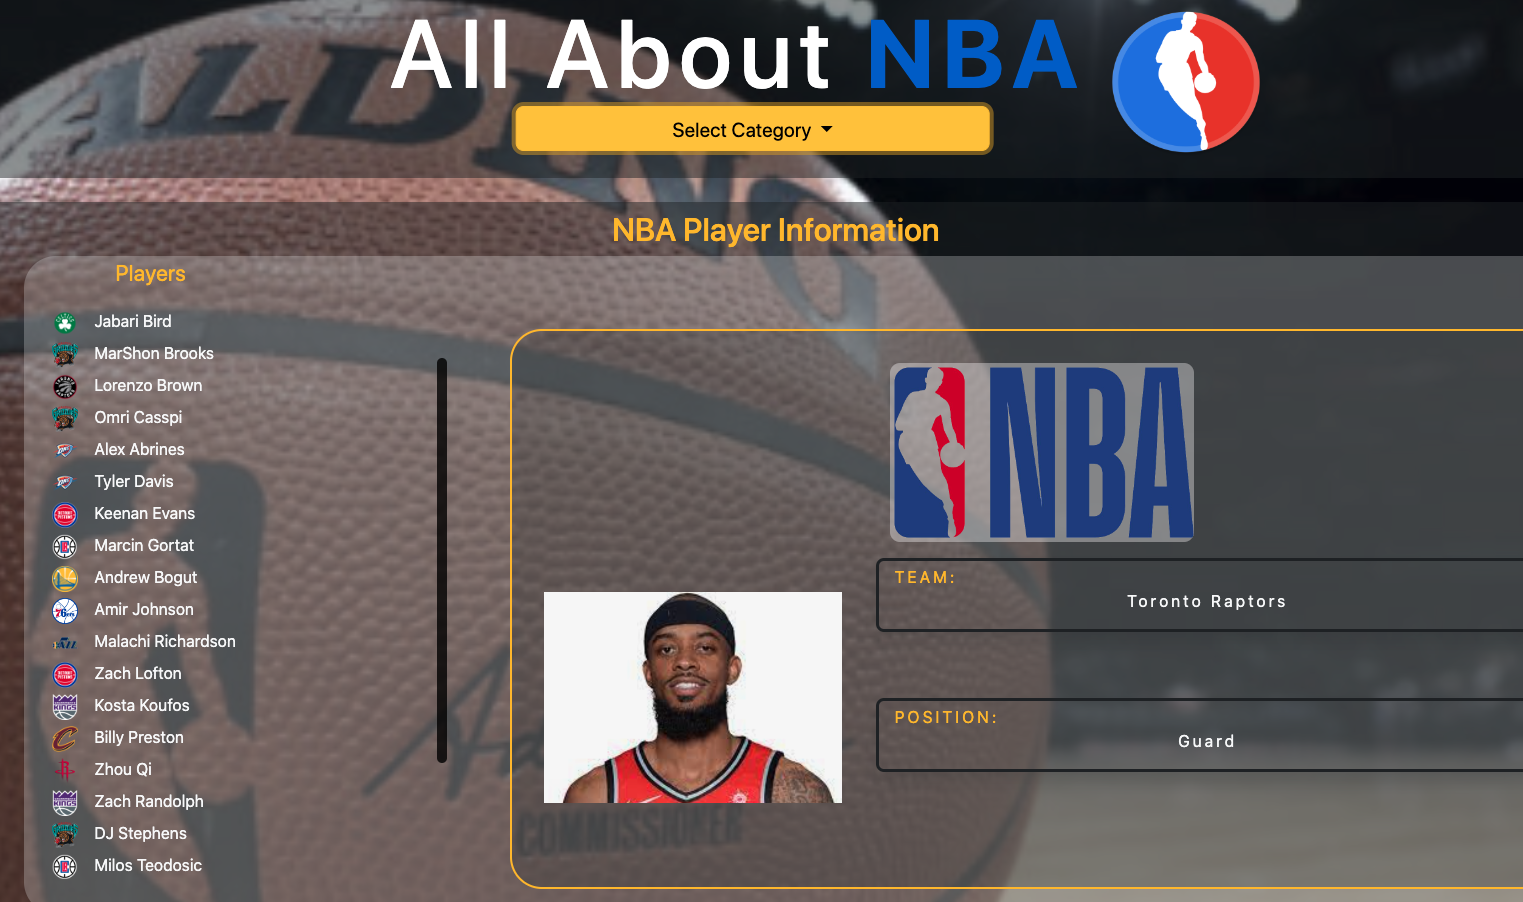 All About NBA
Select Category
NBA Player Information
Players
Jabari Bird
MarShon Brooks
Lorenzo Brown
Omri Casspi
Alex Abrines
Tyler Davis
Keenan Evans
Marcin Gortat
Andrew Bogut
Amir Johnson
Malachi Richardson
Zach Lofton
Kosta Koufos
Billy Preston
Zhou Qi
Zach Randolph
DJ Stephens
Milos Teodosic
NBA
TEAM:
Toronto Raptors
POSITION:
Guard
ALDING
COMMISSIONER